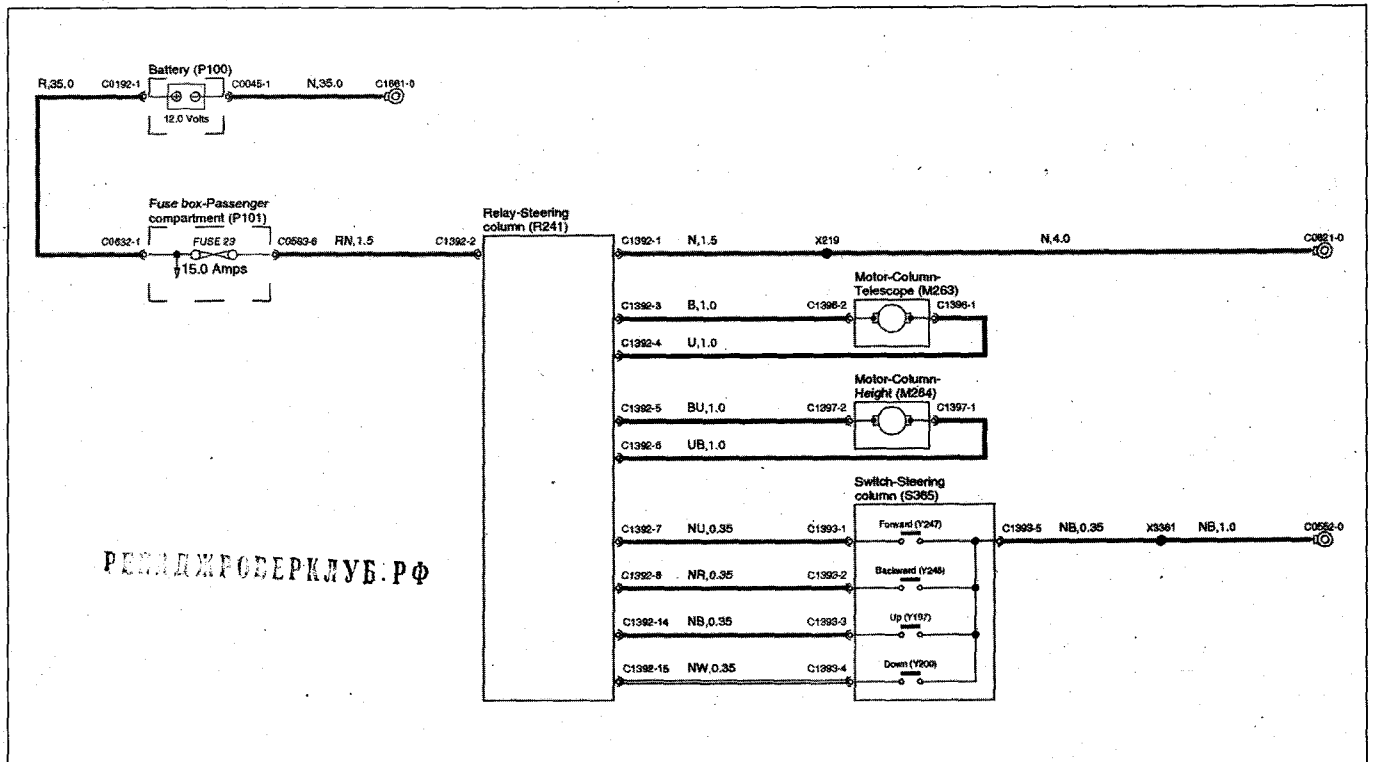 Battery (P100)
R,35.0 C0192-1 C0045-1 N,35.0 C1661-0
12.0 Volts
Fuse box-Passenger
compartment (P101)
C0632-1 FUSE 23 C0583-6 RN,1.5 C1392-2
15.0 Amps
Relay-Steering
column (R241)
C1392-1 N,1.5 X219 N,4.0 C0621-0
Motor-Column-
Telescope (M263)
C1392-3 B,1.0 C1396-2 C1396-1
C1392-4 U,1.0
Motor-Column-
Height (M264)
C1392-5 BU,1.0 C1397-2 C1397-1
C1392-6 UB,1.0
Switch-Steering
column (S365)
C1392-7 NU,0.35 C1393-1 Forward (Y247) C1393-5 NB,0.35 X3361 NB,1.0 C0552-0
C1392-8 NR,0.35 C1393-2 Backward
C1392-14 NB,0.35 C1393-3 Up (Y197)
C1392-15 NW,0.35 C1393-4 Down (Y200)
РЕНДЖРОВЕРКЛУБ.РФ